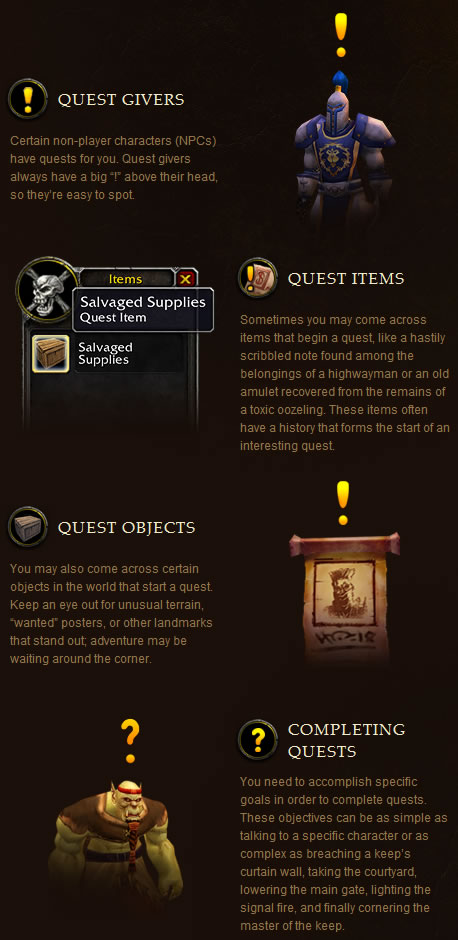 QUEST GIVERS
Certain non-player characters (NPCs)
have quests for you. Quest givers
always have a big “!” above their head,
so they're easy to spot.
Items
Salvaged Supplies
Quest Item
Salvaged
Supplies
QUEST ITEMS
Sometimes you may come across
items that begin a quest, like a hastily
scribbled note found among the
belongings of a highwayman or an old
amulet recovered from the remains of
a toxic oozeling. These items often
have a history that forms the start of an
interesting quest.
QUEST OBJECTS
You may also come across certain
objects in the world that start a quest.
Keep an eye out for unusual terrain,
“wanted” posters, or other landmarks
that stand out; adventure may be
waiting around the corner.
COMPLETING
QUESTS
You need to accomplish specific
goals in order to complete quests.
These objectives can be as simple as
talking to a specific character or as
complex as breaching a keep's
curtain wall, taking the courtyard,
lowering the main gate, lighting the
signal fire, and finally cornering the
master of the keep.